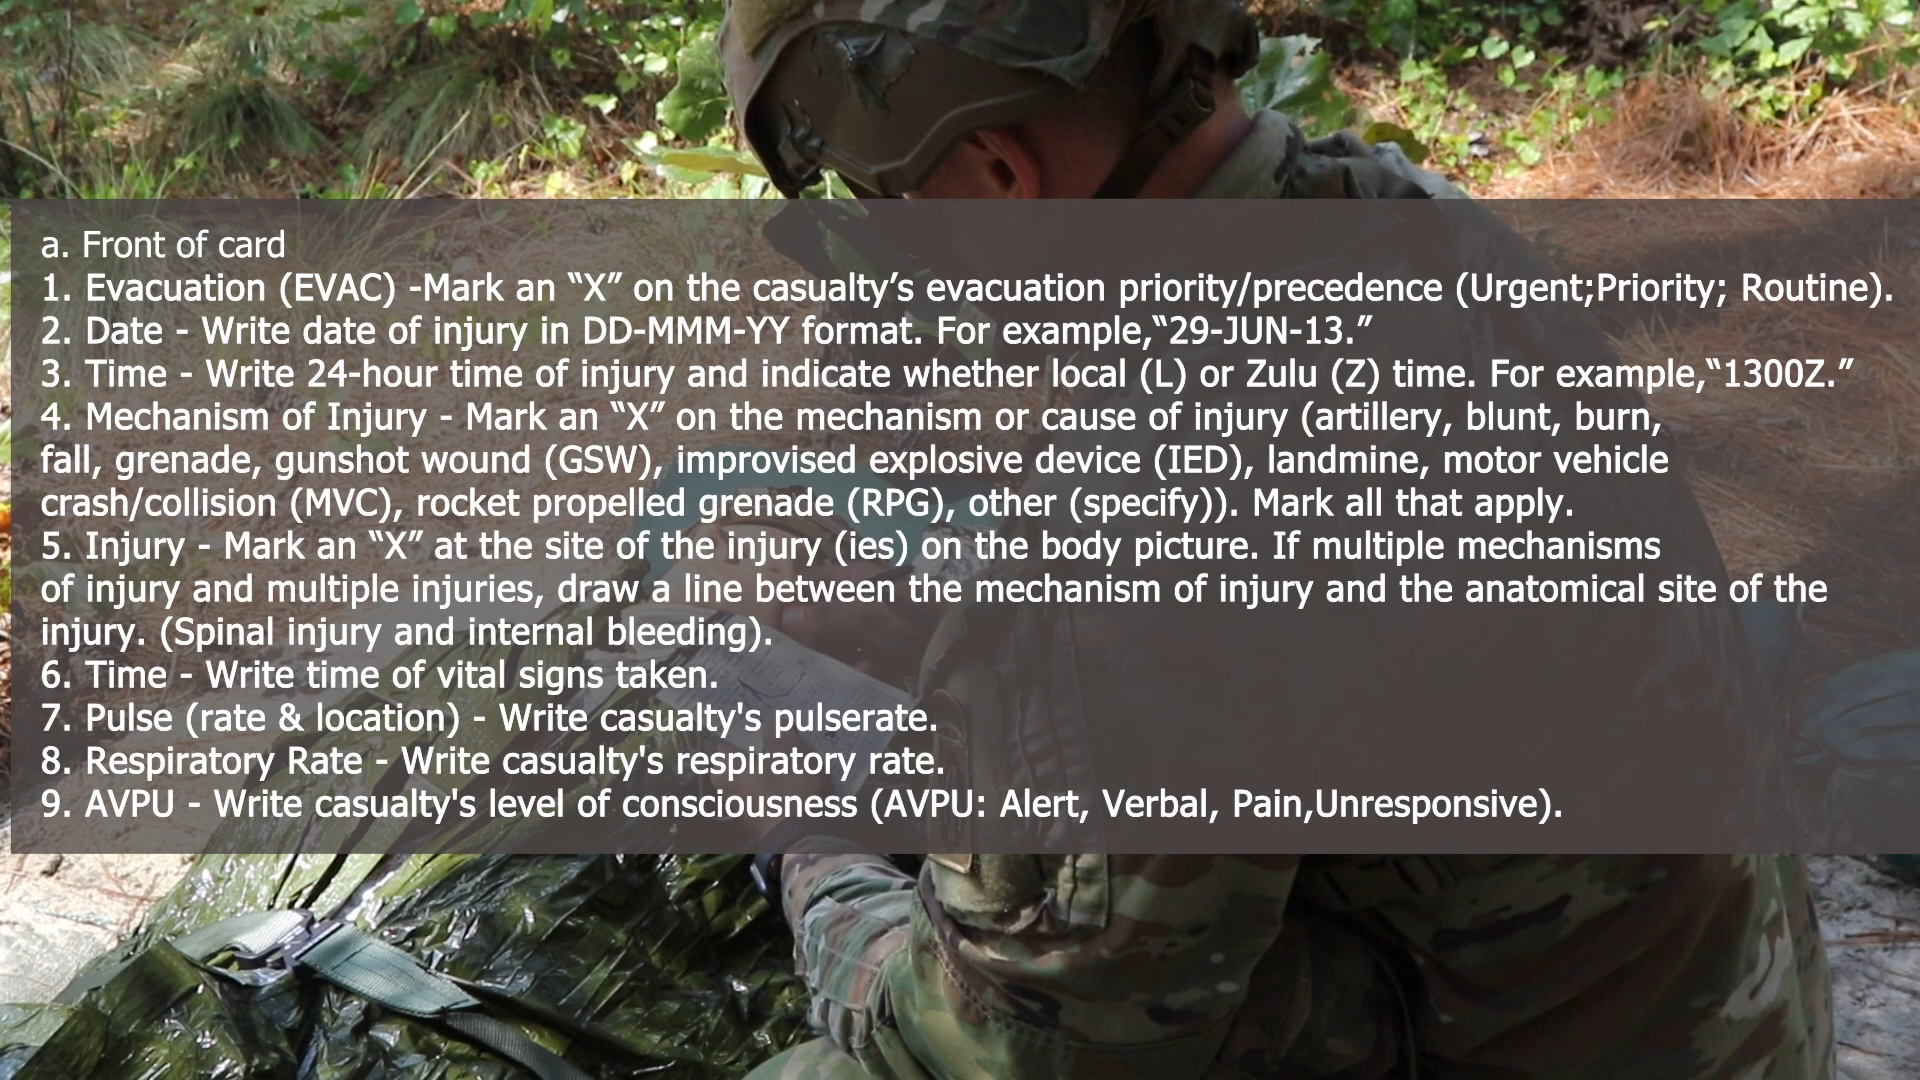 a. Front of card
1. Evacuation (EVAC) -Mark an “X” on the casualty’s evacuation priority/precedence (Urgent;Priority; Routine).
2. Date - Write date of injury in DD-MMM-YY format. For example,“29-JUN-13.”
3. Time - Write 24-hour time of injury and indicate whether local (L) or Zulu (Z) time. For example,“1300Z.”
4. Mechanism of Injury - Mark an “X” on the mechanism or cause of injury (artillery, blunt, burn,
fall, grenade, gunshot wound (GSW), improvised explosive device (IED), landmine, motor vehicle
crash/collision (MVC), rocket propelled grenade (RPG), other (specify)). Mark all that apply.
5. Injury - Mark an “X” at the site of the injury (ies) on the body picture. If multiple mechanisms
of injury and multiple injuries, draw a line between the mechanism of injury and the anatomical site of the
injury. (Spinal injury and internal bleeding).
6. Time - Write time of vital signs taken.
7. Pulse (rate & location) - Write casualty's pulserate.
8. Respiratory Rate - Write casualty's respiratory rate.
9. AVPU - Write casualty's level of consciousness (AVPU: Alert, Verbal, Pain,Unresponsive).